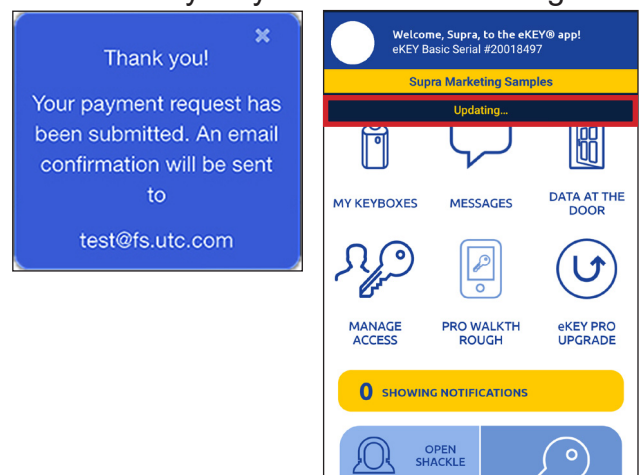 Thank you!
Your payment request has
been submitted. An email
confirmation will be sent
to
test@fs.utc.com
Welcome, Supra, to the eKEY® app!
eKEY Basic Serial #20018497
Supra Marketing Samples
Updating...
MY KEYBOXES
MESSAGES
DATA AT THE
DOOR
MANAGE
ACCESS
PRO WALKTH
ROUGH
eKEY PRO
UPGRADE
0 SHOWING NOTIFICATIONS
OPEN
SHACKLE